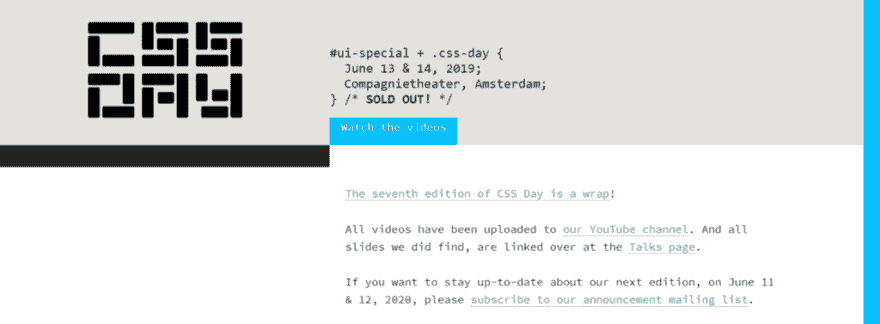 CSS
DAY
#ui-special + .css-day {
June 13 & 14, 2019;
Compagnietheater, Amsterdam;
} /* SOLD OUT! */
Watch the videos
The seventh edition of CSS Day is a wrap!
All videos have been uploaded to our YouTube channel. And all
slides we did find, are linked over at the Talks page.
If you want to stay up-to-date about our next edition, on June 11
& 12, 2020, please subscribe to our announcement mailing list.